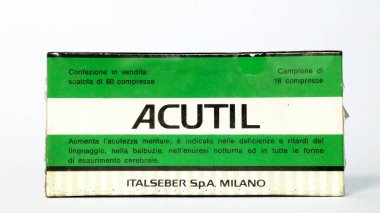 Confezione in vendita:
scatola di 60 compresse
Campione di
16 compresse
ACUTIL
Aumenta l'acutezza mentale; è indicato nelle deficienze e ritardi del
linguaggio, nella balbuzie, nell'enuresi notturna ed in tutte le forme
di esaurimento cerebrale.
ITALSEBER S.p.A. MILANO